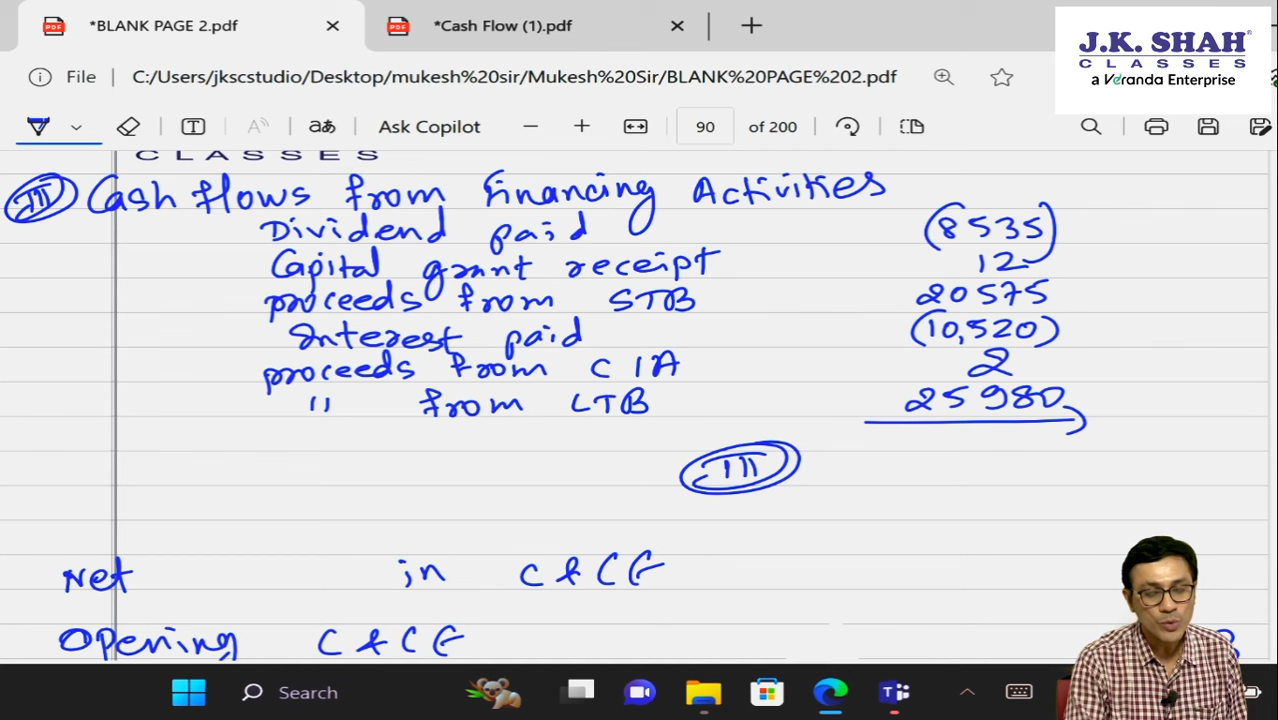 *BLANK PAGE 2.pdf
*Cash Flow (1).pdf
J.K. SHAH
CLASSES
a Veranda Enterprise
File C:/Users/jkscstudio/Desktop/mukesh%20sir/Mukesh%20Sir/BLANK%20PAGE%202.pdf
aあ Ask Copilot 90 of 200
CLASSES
III Cash flows from Financing Activities
Dividend paid (8535)
Capital grant receipt 12
proceeds from STB 20575
Interest paid (10,520)
proceeds from CIA 2
" from LTB 25980
III
Net in C & CE
Opening C & CE
Search